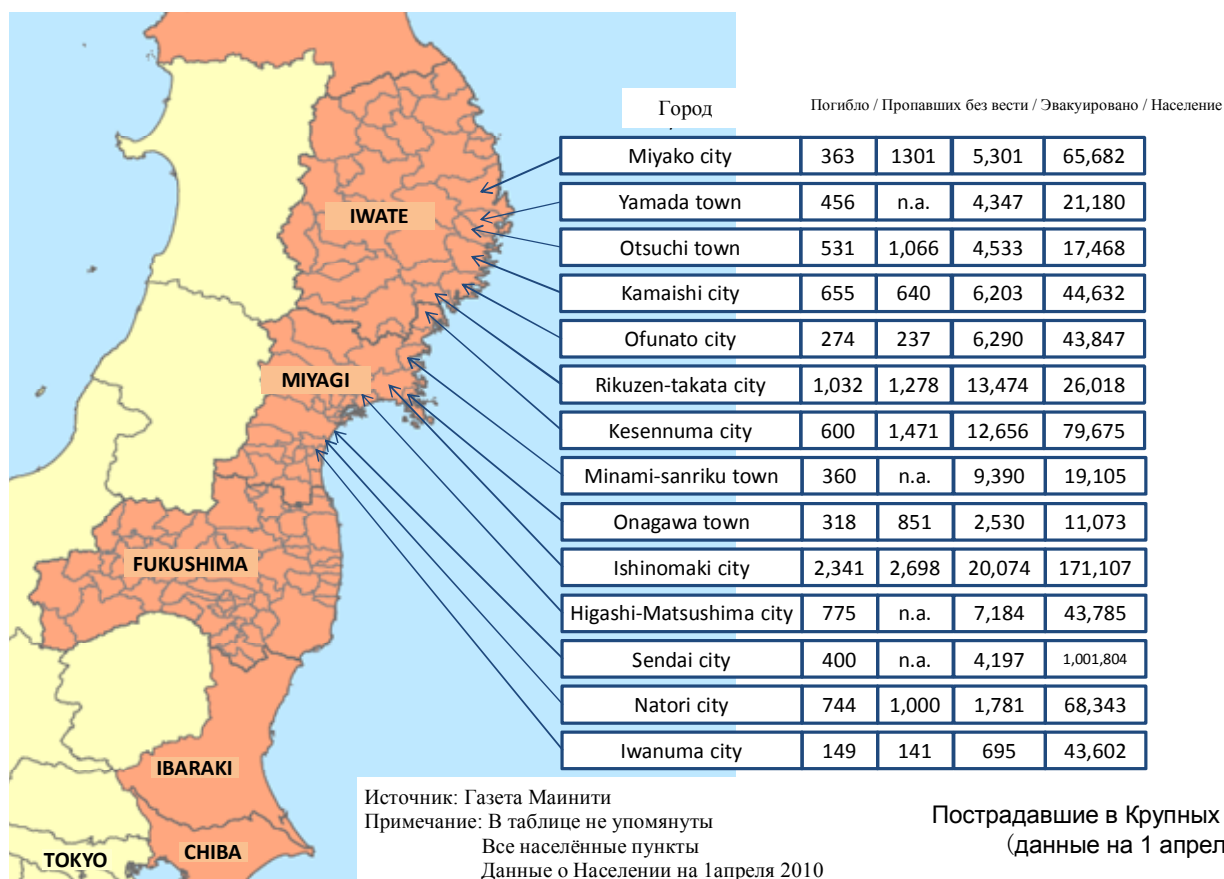 Город Погибло / Пропавших без вести / Эвакуировано / Население
Miyako city 363 1301 5,301 65,682
Yamada town 456 n.a. 4,347 21,180
Otsuchi town 531 1,066 4,533 17,468
Kamaishi city 655 640 6,203 44,632
Ofunato city 274 237 6,290 43,847
Rikuzen-takata city 1,032 1,278 13,474 26,018
Kesennuma city 600 1,471 12,656 79,675
Minami-sanriku town 360 n.a. 9,390 19,105
Onagawa town 318 851 2,530 11,073
Ishinomaki city 2,341 2,698 20,074 171,107
Higashi-Matsushima city 775 n.a. 7,184 43,785
Sendai city 400 n.a. 4,197 1,001,804
Natori city 744 1,000 1,781 68,343
Iwanuma city 149 141 695 43,602
IWATE
MIYAGI
FUKUSHIMA
IBARAKI
TOKYO
CHIBA
Источник: Газета Маинити
Примечание: В таблице не упомянуты
Все населённые пункты
Данные о Населении на 1апреля 2010
Пострадавшие в Крупных
(данные на 1 апрел